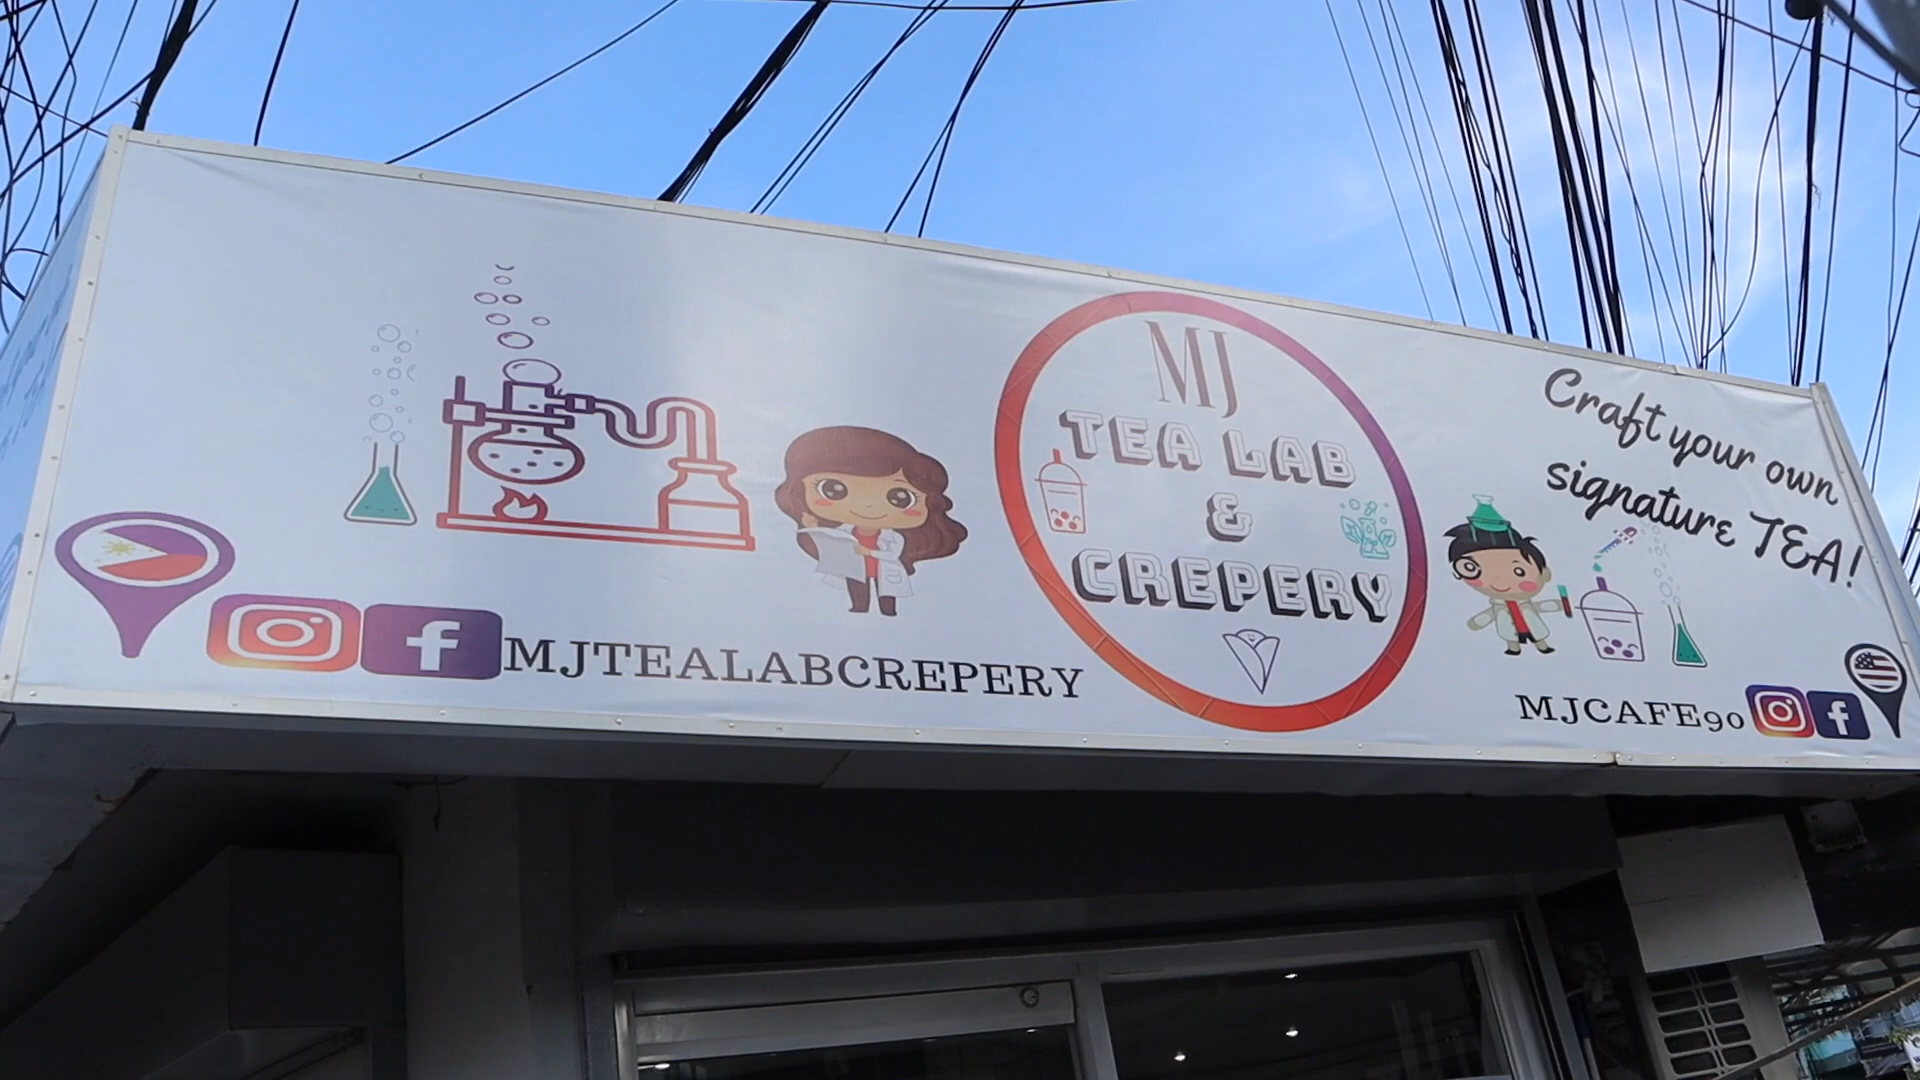 MJ
TEA LAB
&
CREPERY
Craft your own
signature TEA!
MJTEALABCREPERY
MJCAFE90